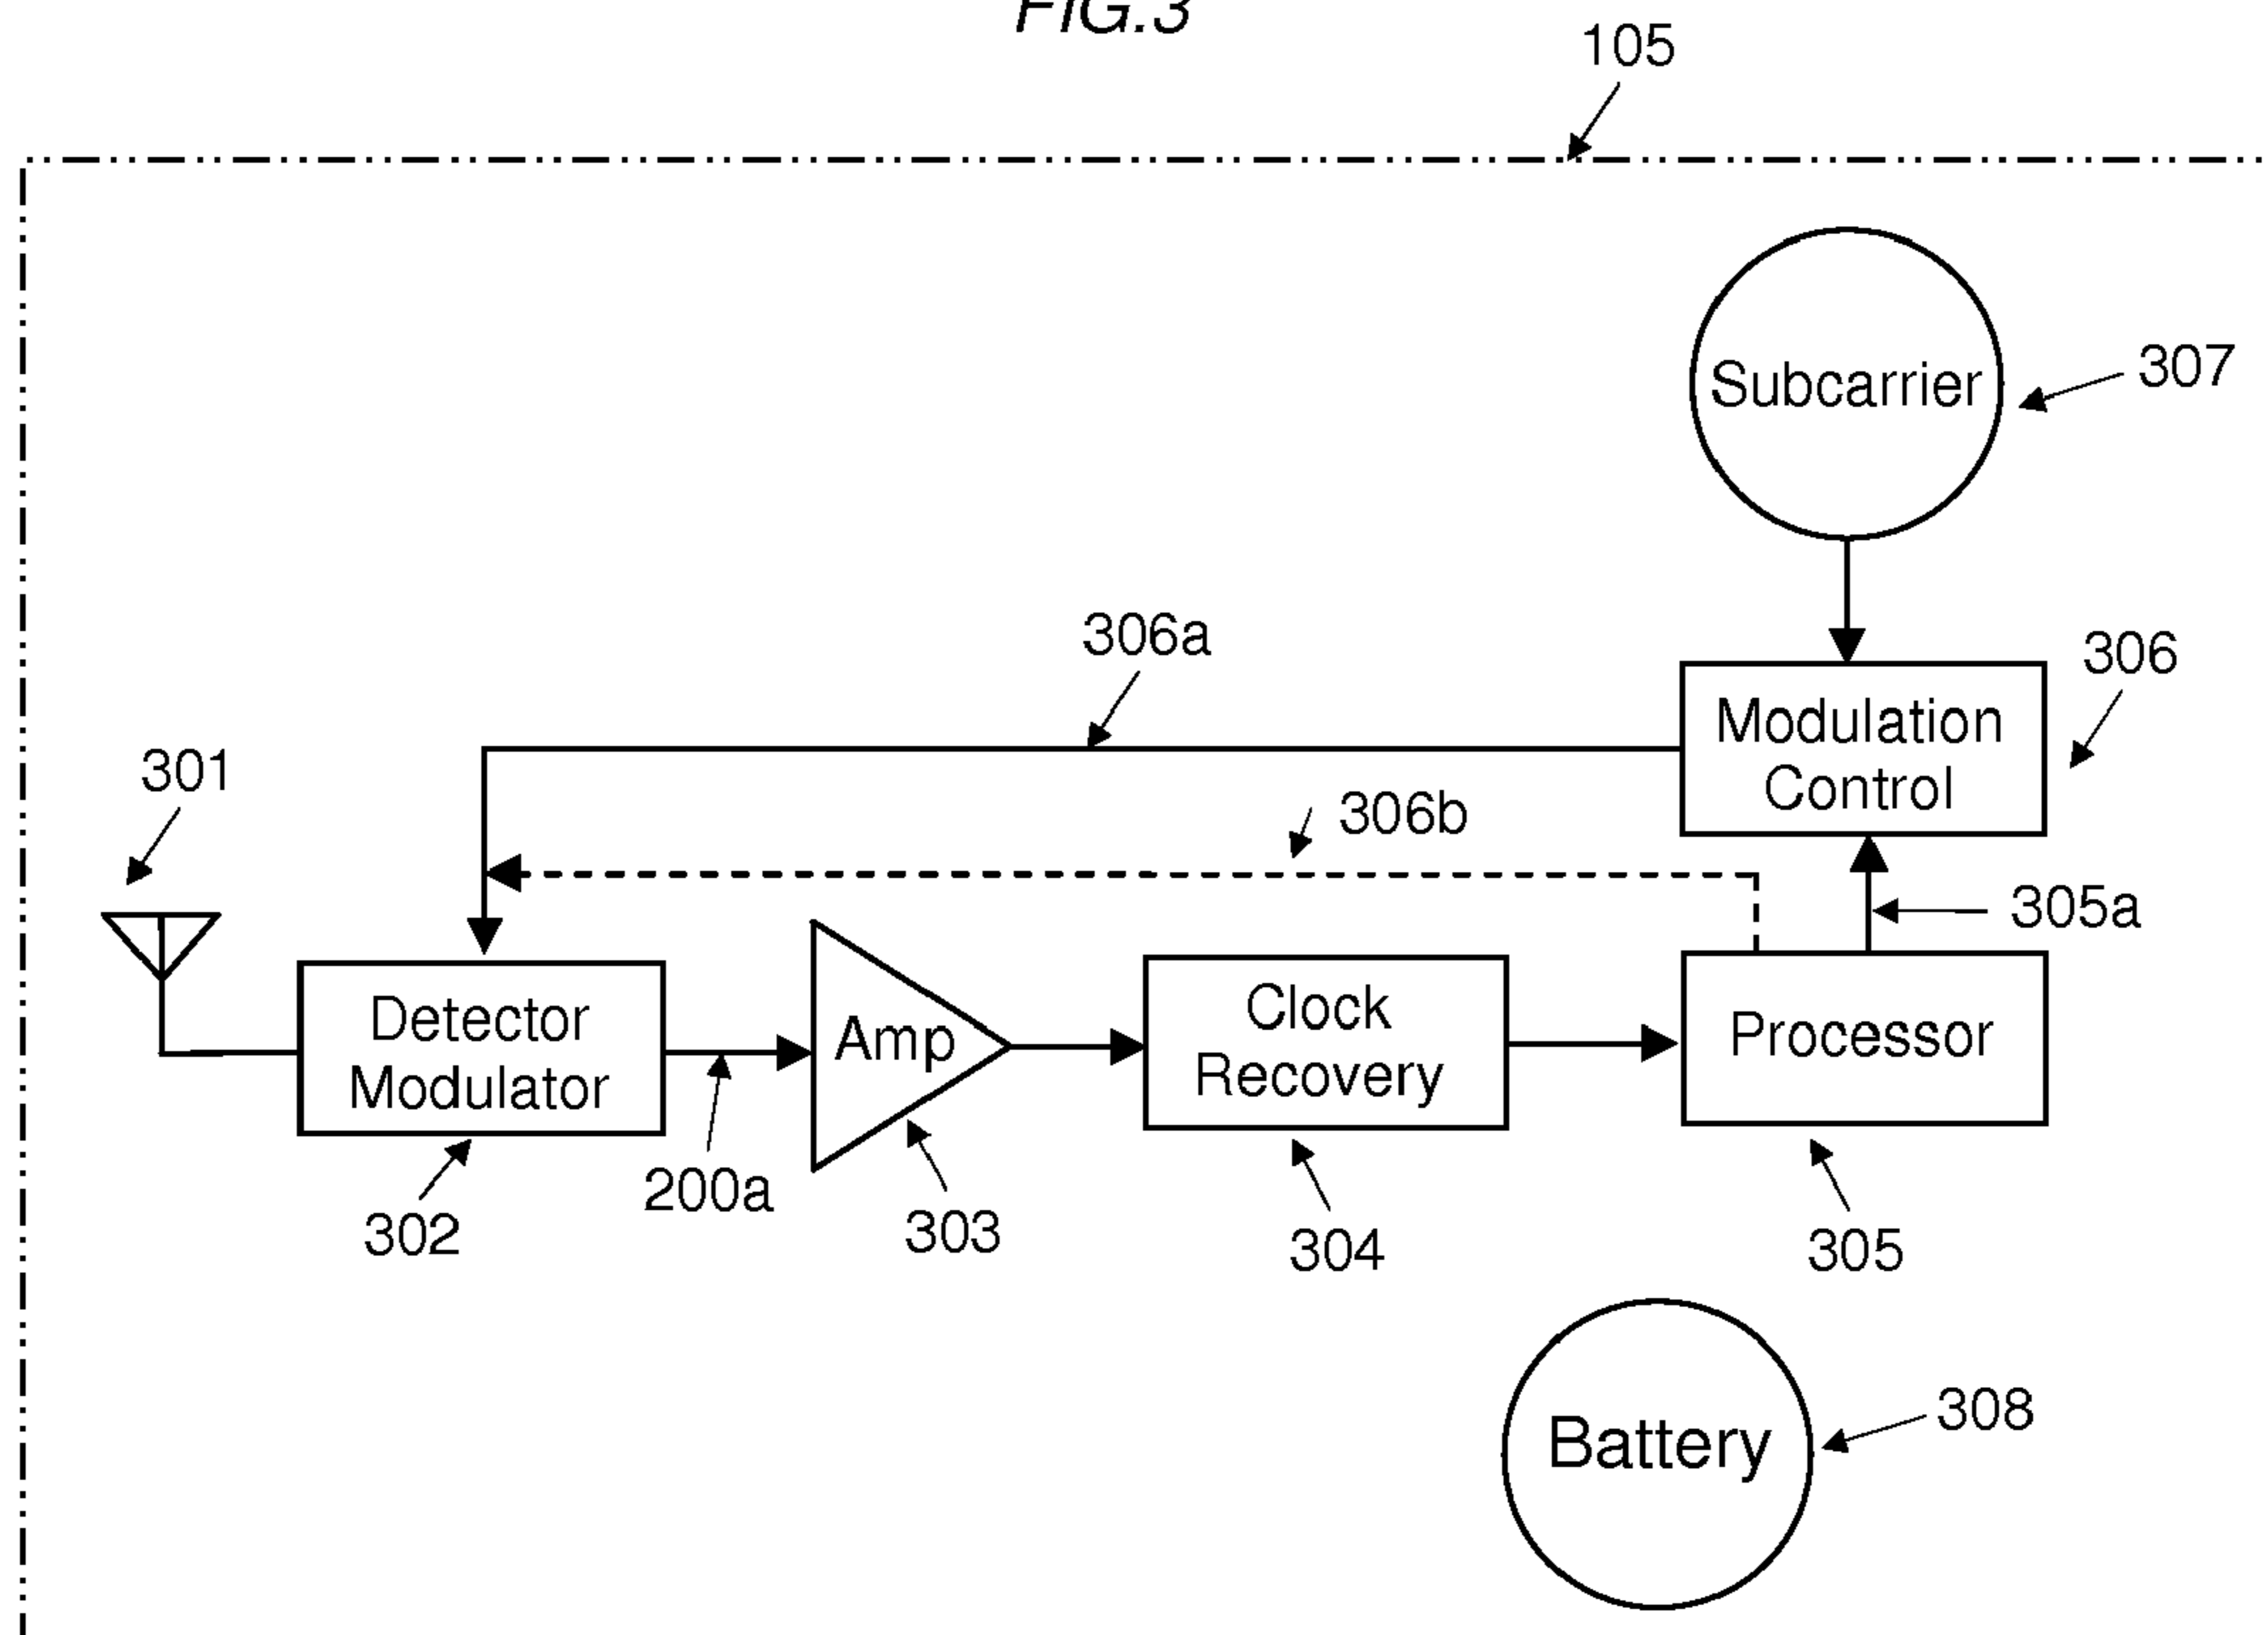 FIG.3
105
Subcarrier
307
306a
306
Modulation
Control
301
306b
305a
Detector
Modulator
Amp
Clock
Recovery
Processor
200a
302
303
304
305
Battery
308